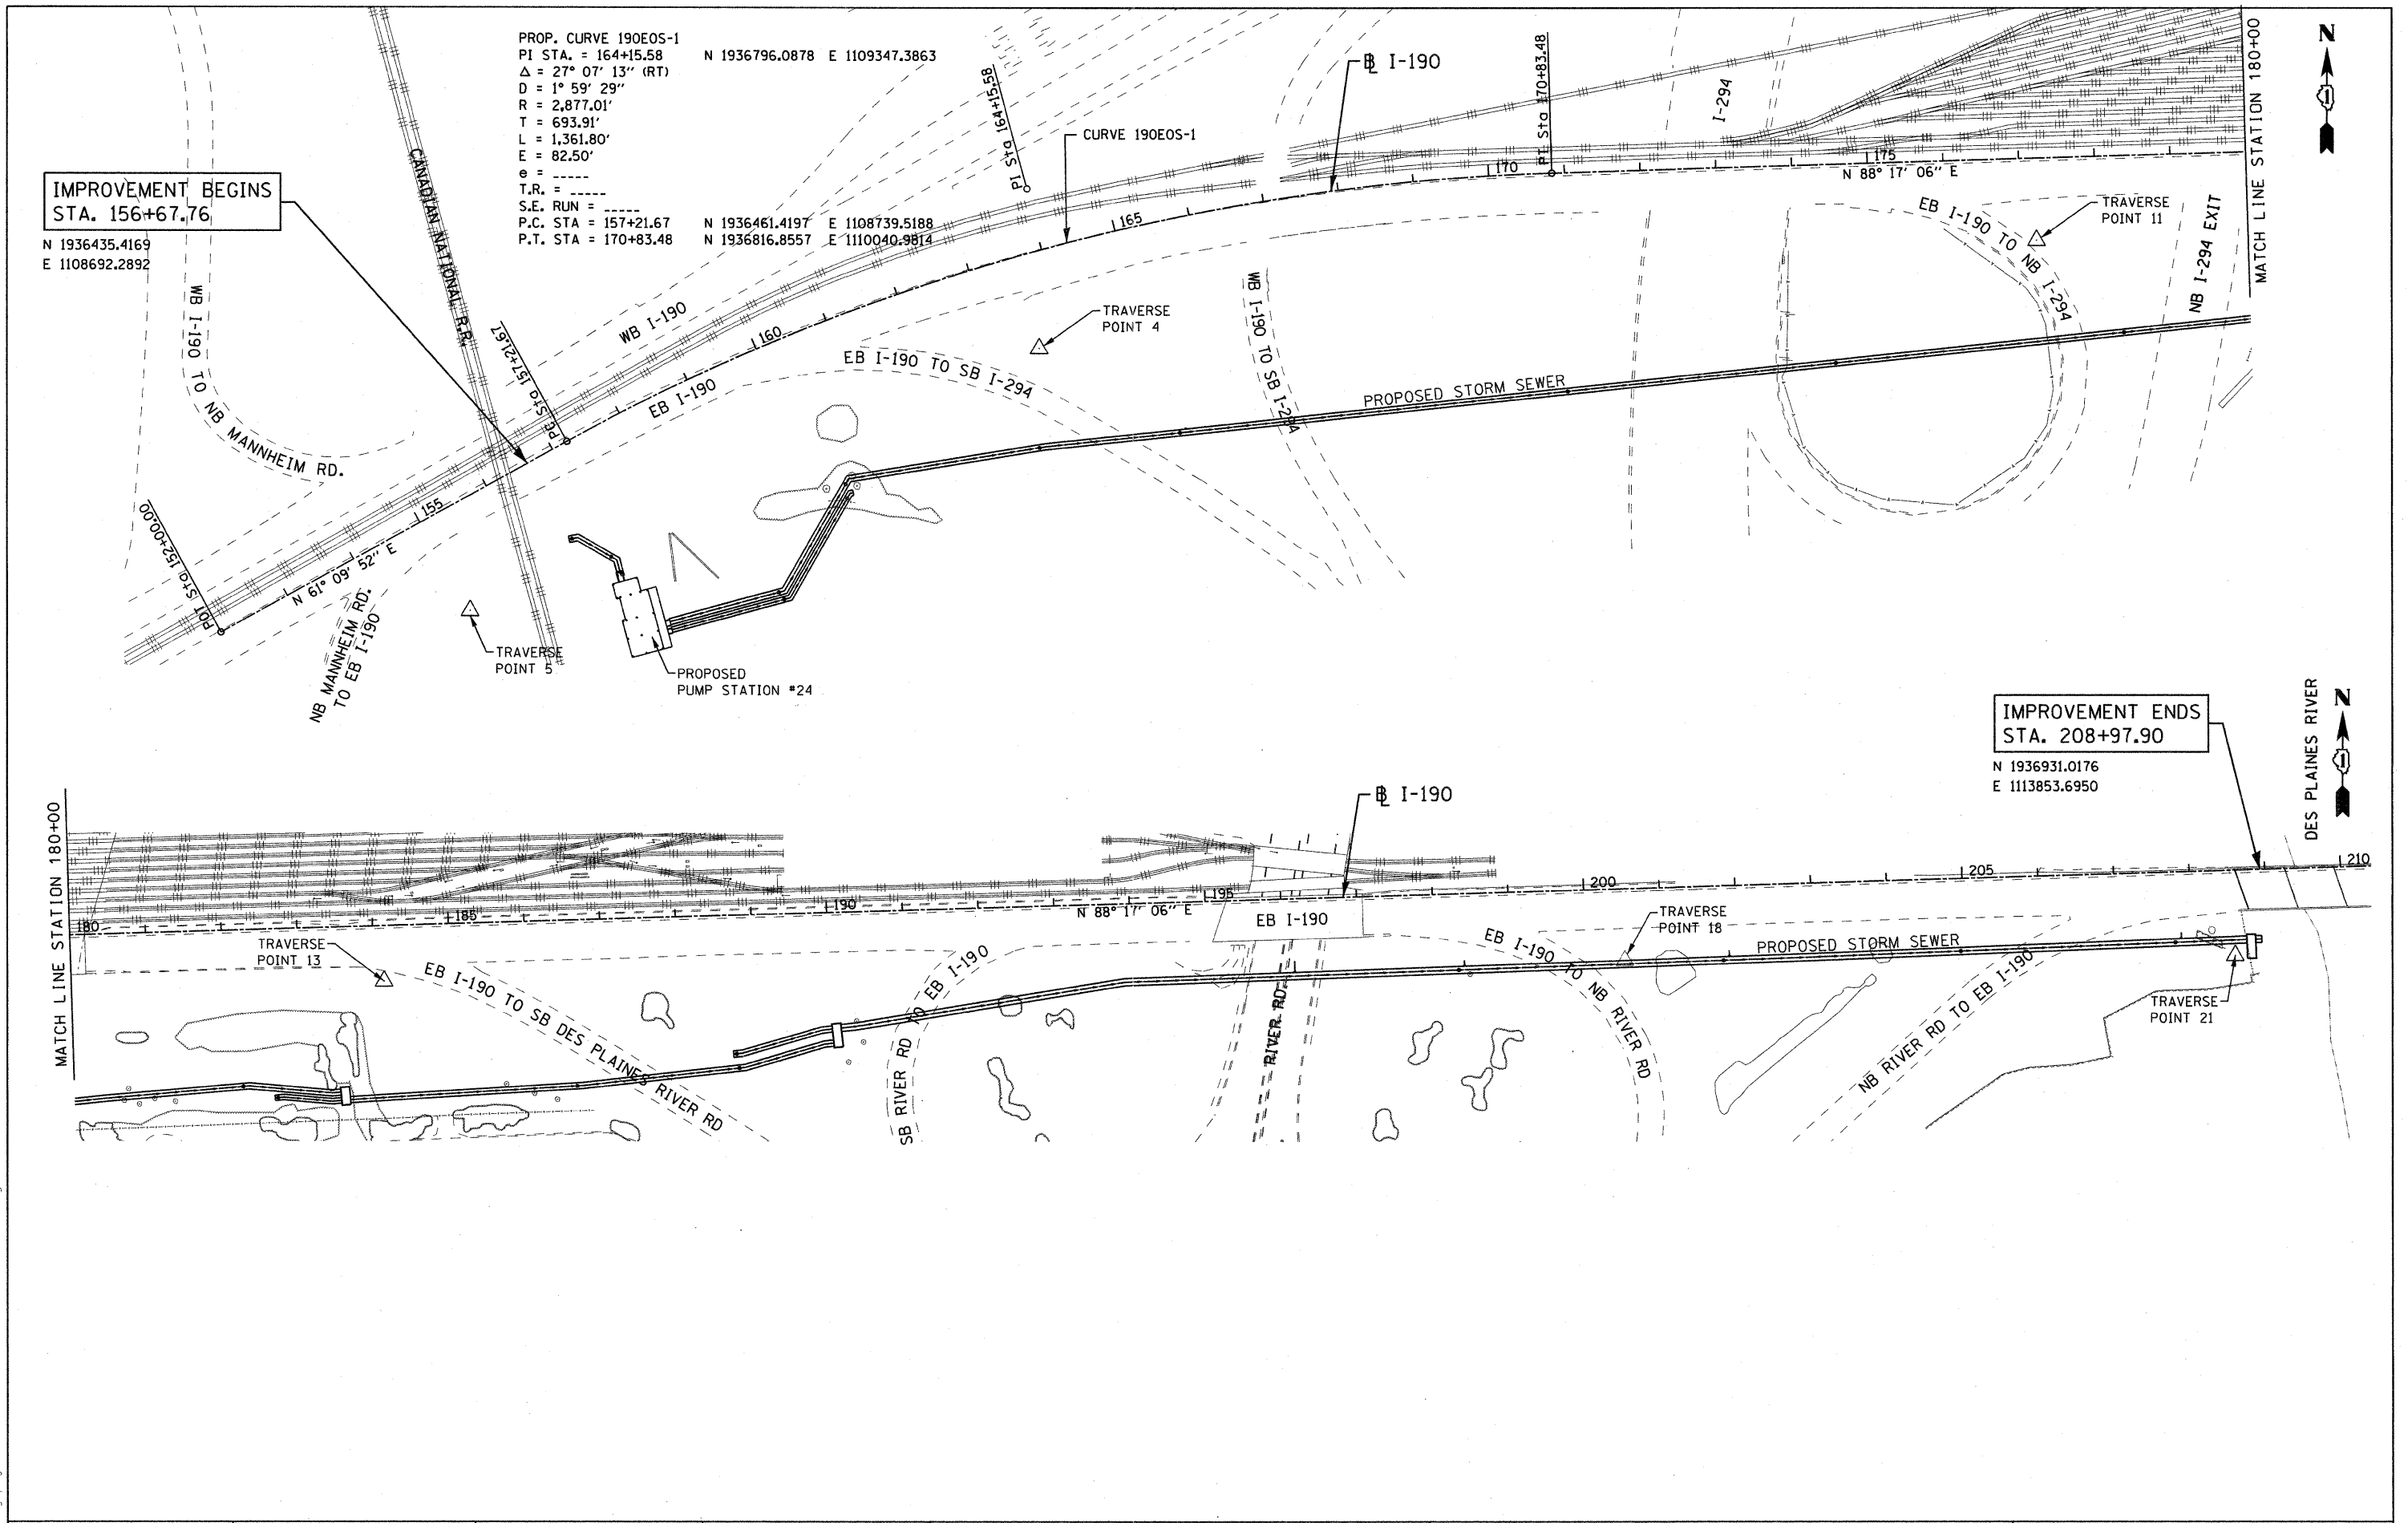 PROP. CURVE 190EOS-1
PI STA. = 164+15.58 N 1936796.0878 E 1109347.3863
Δ = 27° 07' 13" (RT)
D = 1° 59' 29"
R = 2,877.01'
T = 693.91'
L = 1,361.80'
E = 82.50'
e = -----
T.R. = -----
S.E. RUN = -----
P.C. STA = 157+21.67 N 1936461.4197 E 1108739.5188
P.T. STA = 170+83.48 N 1936816.8557 E 1110040.9814
IMPROVEMENT BEGINS
STA. 156+67.76
N 1936435.4169
E 1108692.2892
WB I-190 TO NB MANNHEIM RD.
CANADIAN NATIONAL R.R.
PI Sta 164+15.58
CURVE 190EOS-1
BL I-190
PI Sta 170+83.48
I-294
N
1
MATCH LINE STATION 180+00
170
175
N 88° 17' 06" E
165
160
155
TRAVERSE
POINT 11
EB I-190 TO NB I-294
NB I-294 EXIT
WB I-190
PC Sta 157+21.67
EB I-190
EB I-190 TO SB I-294
TRAVERSE
POINT 4
WB I-190 TO SB I-294
PROPOSED STORM SEWER
POT Sta 152+00.00
N 61° 09' 52" E
NB MANNHEIM RD.
TO EB I-190
TRAVERSE
POINT 5
PROPOSED
PUMP STATION #24
IMPROVEMENT ENDS
STA. 208+97.90
N 1936931.0176
E 1113853.6950
DES PLAINES RIVER
N
1
MATCH LINE STATION 180+00
BL I-190
180
185
190
195
200
205
210
N 88° 17' 06" E
EB I-190
TRAVERSE
POINT 13
EB I-190 TO SB DES PLAINES RIVER RD
SB RIVER RD TO EB I-190
RIVER RD
EB I-190 TO NB RIVER RD
TRAVERSE
POINT 18
PROPOSED STORM SEWER
NB RIVER RD TO EB I-190
TRAVERSE
POINT 21